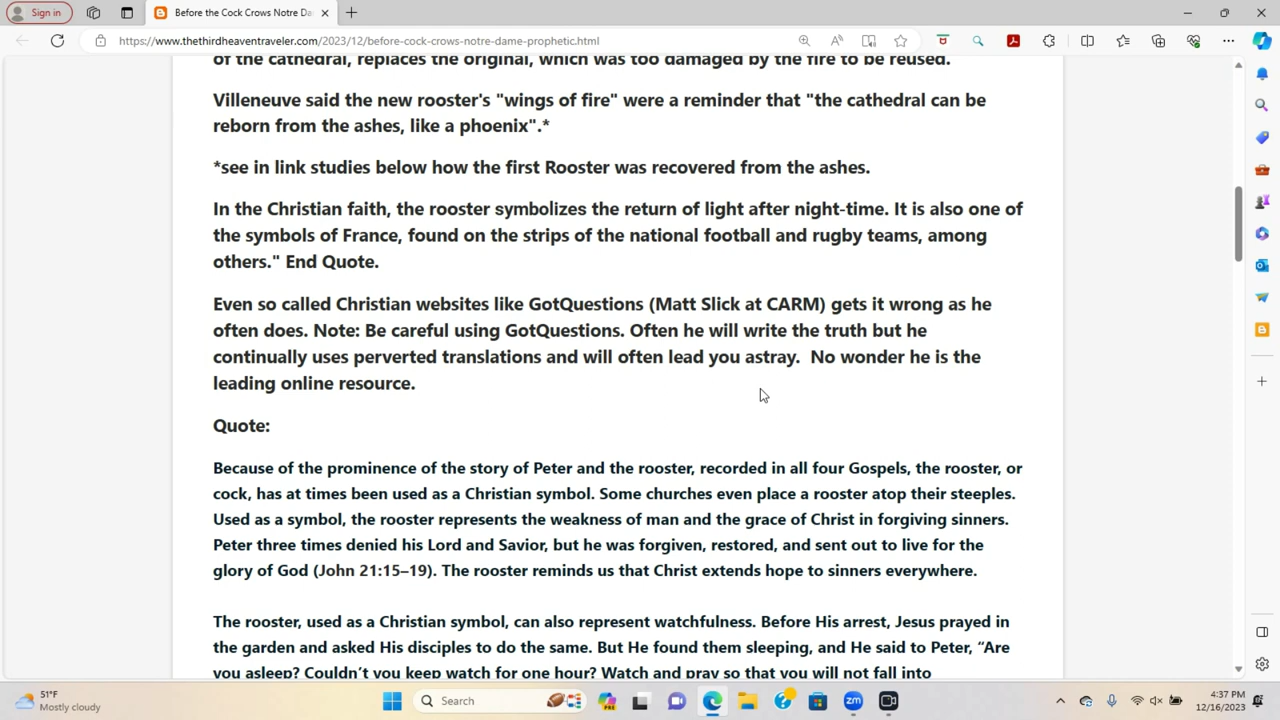 Sign in
Before the Cock Crows Notre Da
https://www.thethirdheaventraveler.com/2023/12/before-cock-crows-notre-dame-prophetic.html
of the cathedral, replaces the original, which was too damaged by the fire to be reused.
Villeneuve said the new rooster's "wings of fire" were a reminder that "the cathedral can be
reborn from the ashes, like a phoenix".*
*see in link studies below how the first Rooster was recovered from the ashes.
In the Christian faith, the rooster symbolizes the return of light after night-time. It is also one of
the symbols of France, found on the strips of the national football and rugby teams, among
others." End Quote.
Even so called Christian websites like GotQuestions (Matt Slick at CARM) gets it wrong as he
often does. Note: Be careful using GotQuestions. Often he will write the truth but he
continually uses perverted translations and will often lead you astray.  No wonder he is the
leading online resource.
Quote:
Because of the prominence of the story of Peter and the rooster, recorded in all four Gospels, the rooster, or
cock, has at times been used as a Christian symbol. Some churches even place a rooster atop their steeples.
Used as a symbol, the rooster represents the weakness of man and the grace of Christ in forgiving sinners.
Peter three times denied his Lord and Savior, but he was forgiven, restored, and sent out to live for the
glory of God (John 21:15–19). The rooster reminds us that Christ extends hope to sinners everywhere.
The rooster, used as a Christian symbol, can also represent watchfulness. Before His arrest, Jesus prayed in
the garden and asked His disciples to do the same. But He found them sleeping, and He said to Peter, “Are
you asleep? Couldn’t you keep watch for one hour? Watch and pray so that you will not fall into
51°F
Mostly cloudy
Search
PRE
zm
4:37 PM
12/16/2023